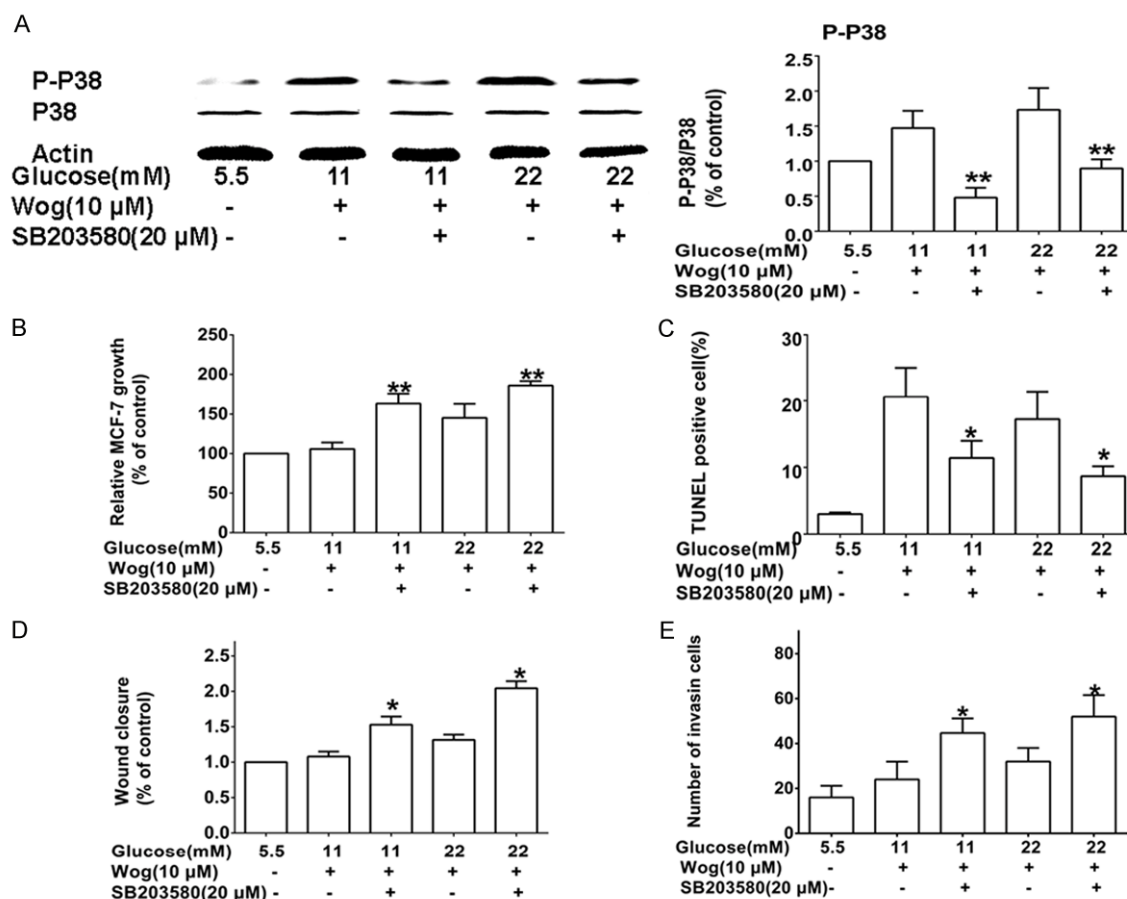 A
P-P38
P38
Actin
Glucose(mM) 5.5 11 11 22 22
Wog(10 µM) - + + + +
SB203580(20 µM) - - + - +
P-P38
P-P38/P38
(% of control)
2.0
1.5
1.0
0.5
0.0
**
**
Glucose(mM) 5.5 11 11 22 22
Wog(10 µM) - + + + +
SB203580(20 µM) - - + - +
B
Relative MCF-7 growth
(% of control)
250
200
150
100
50
0
**
**
Glucose(mM) 5.5 11 11 22 22
Wog(10 µM) - + + + +
SB203580(20 µM) - - + - +
C
TUNEL positive cell(%)
30
20
10
0
*
*
Glucose(mM) 5.5 11 11 22 22
Wog(10 µM) - + + + +
SB203580(20 µM) - - + - +
D
Wound closure
(% of control)
2.5
2.0
1.5
1.0
0.5
0.0
*
*
Glucose(mM) 5.5 11 11 22 22
Wog(10 µM) - + + + +
SB203580(20 µM) - - + - +
E
Number of invasin cells
80
60
40
20
0
*
*
Glucose(mM) 5.5 11 11 22 22
Wog(10 µM) - + + + +
SB203580(20 µM)- - + - +